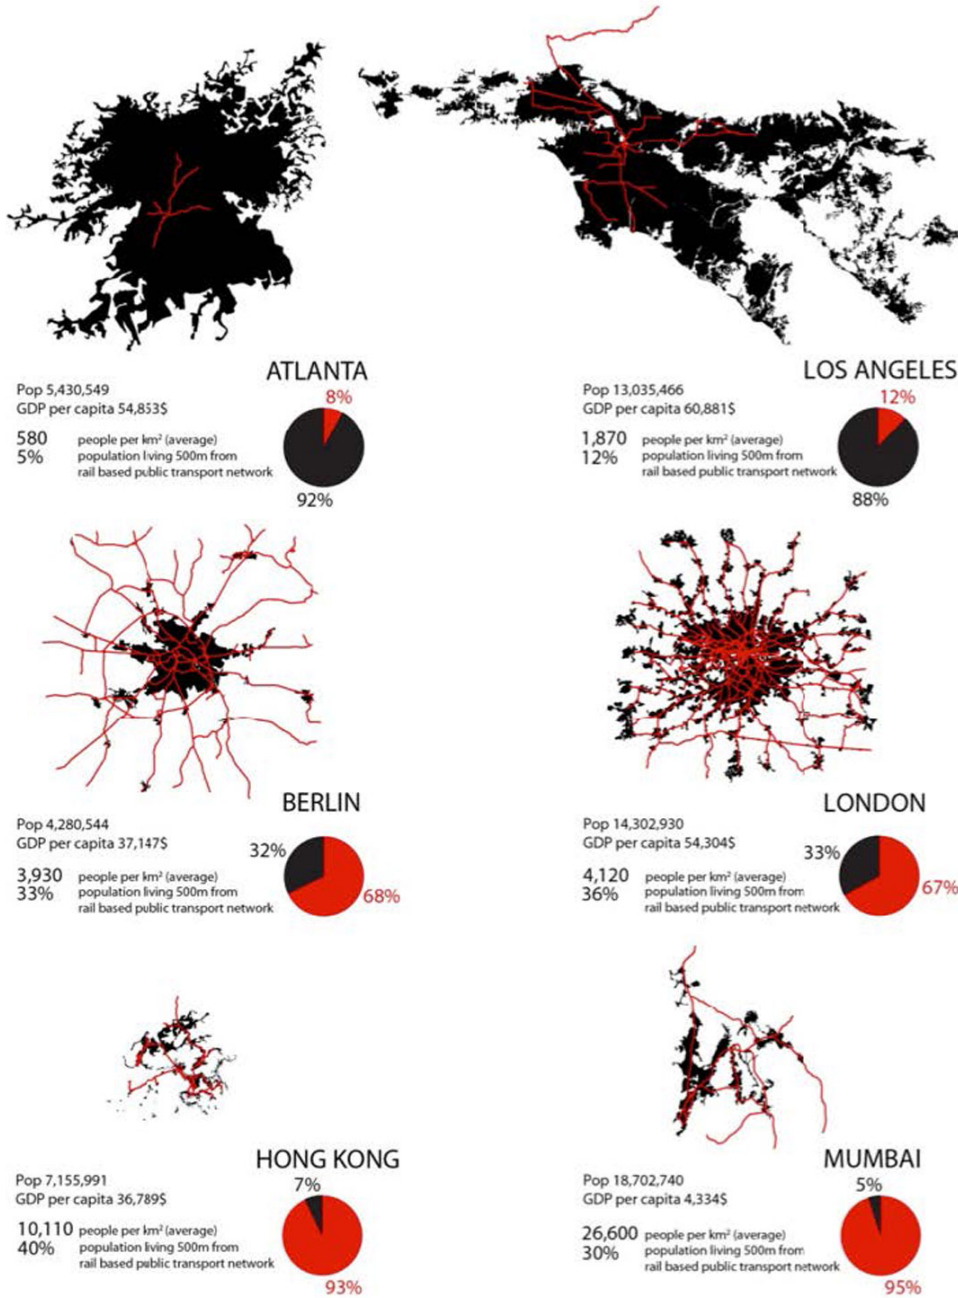 ATLANTA
Pop 5,430,549
GDP per capita 54,853$
8%
580 people per km² (average)
5% population living 500m from
rail based public transport network
92%
LOS ANGELES
Pop 13,035,466
GDP per capita 60,881$
12%
1,870 people per km² (average)
12% population living 500m from
rail based public transport network
88%
BERLIN
Pop 4,280,544
GDP per capita 37,147$
32%
3,930 people per km² (average)
33% population living 500m from
rail based public transport network
68%
LONDON
Pop 14,302,930
GDP per capita 54,304$
33%
4,120 people per km² (average)
36% population living 500m from
rail based public transport network
67%
HONG KONG
Pop 7,155,991
7%
GDP per capita 36,789$
10,110 people per km² (average)
40% population living 500m from
rail based public transport network
93%
MUMBAI
Pop 18,702,740
5%
GDP per capita 4,334$
26,600 people per km² (average)
30% population living 500m from
rail based public transport network
95%